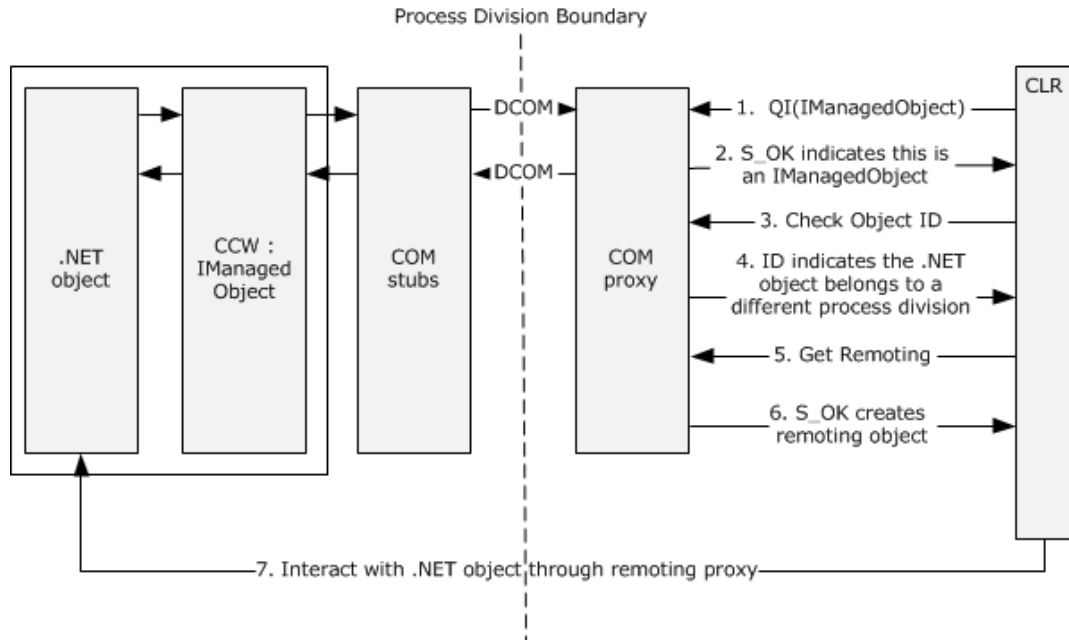 Process Division Boundary
CLR
DCOM
1. QI(IManagedObject)
DCOM
2. S_OK indicates this is
an IManagedObject
3. Check Object ID
.NET
object
CCW :
IManaged
Object
COM
stubs
COM
proxy
4. ID indicates the .NET
object belongs to a
different process division
5. Get Remoting
6. S_OK creates
remoting object
7. Interact with .NET object through remoting proxy